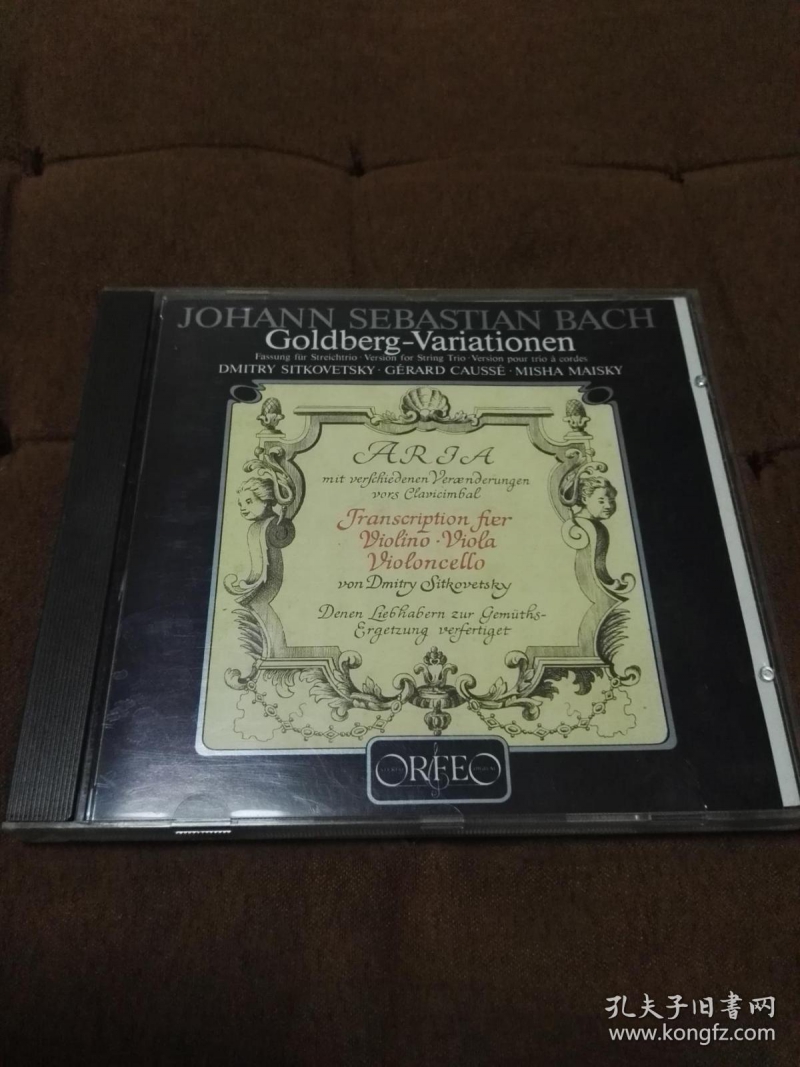 JOHANN SEBASTIAN BACH
Goldberg-Variationen
Fassung für Streichtrio · Version for String Trio · Version pour trio à cordes
DMITRY SITKOVETSKY · GÉRARD CAUSSÉ · MISHA MAISKY
ARIA
mit verschiedenen Verænderungen
vors Clavicimbal
Transcription fuer
Violino · Viola
Violoncello
von Dmitry Sitkovetsky
Denen Liebhabern zur Gemüths-
Ergetzung verfertiget
ORFEO
孔夫子旧书网
www.kongfz.com